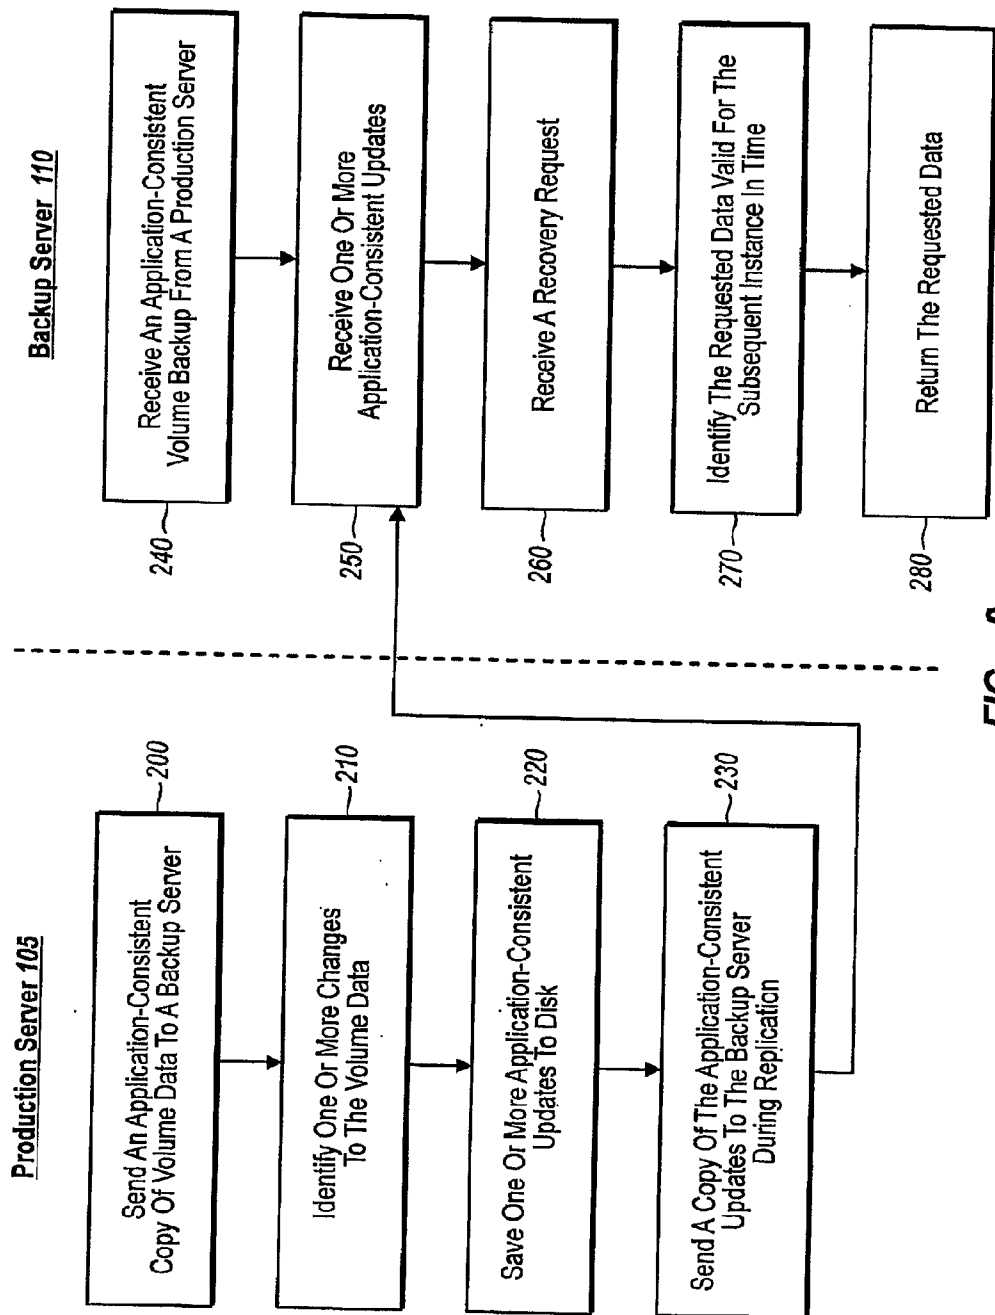 Production Server 105
Send An Application-Consistent
Copy Of Volume Data To A Backup Server
200
Identify One Or More Changes
To The Volume Data
210
Save One Or More Application-Consistent
Updates To Disk
220
Send A Copy Of The Application-Consistent
Updates To The Backup Server
During Replication
230
Backup Server 110
Receive An Application-Consistent
Volume Backup From A Production Server
240
Receive One Or More
Application-Consistent Updates
250
Receive A Recovery Request
260
Identify The Requested Data Valid For The
Subsequent Instance In Time
270
Return The Requested Data
280